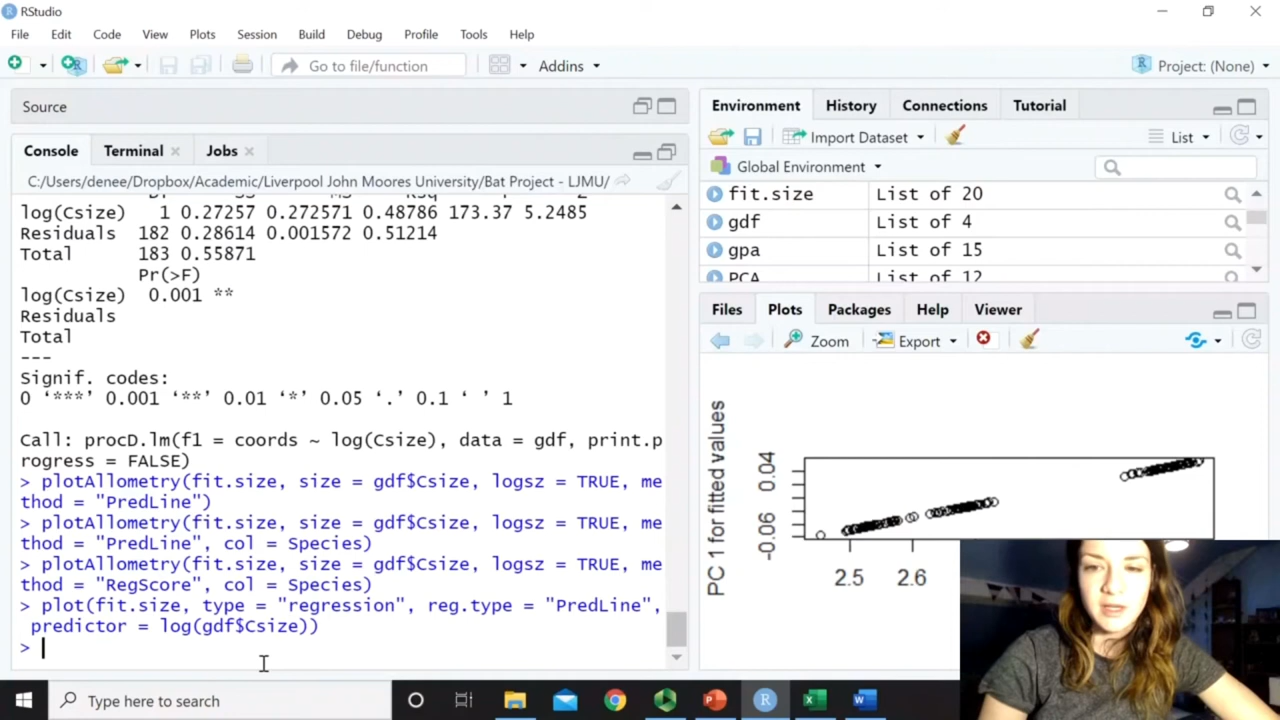 RStudio
File Edit Code View Plots Session Build Debug Profile Tools Help
Go to file/function Addins Project: (None)
Source
Console Terminal Jobs
C:/Users/denee/Dropbox/Academic/Liverpool John Moores University/Bat Project - LJMU/
log(Csize) 1 0.27257 0.272571 0.48786 173.37 5.2485
Residuals 182 0.28614 0.001572 0.51214
Total 183 0.55871
Pr(>F)
log(Csize) 0.001 **
Residuals
Total
---
Signif. codes:
0 ‘***’ 0.001 ‘**’ 0.01 ‘*’ 0.05 ‘.’ 0.1 ‘ ’ 1
Call: procD.lm(f1 = coords ~ log(Csize), data = gdf, print.p
rogress = FALSE)
> plotAllometry(fit.size, size = gdf$Csize, logsz = TRUE, me
thod = "PredLine")
> plotAllometry(fit.size, size = gdf$Csize, logsz = TRUE, me
thod = "PredLine", col = Species)
> plotAllometry(fit.size, size = gdf$Csize, logsz = TRUE, me
thod = "RegScore", col = Species)
> plot(fit.size, type = "regression", reg.type = "PredLine",
predictor = log(gdf$Csize))
>
Environment History Connections Tutorial
Import Dataset List
Global Environment
fit.size List of 20
gdf List of 4
gpa List of 15
PCA List of 12
Files Plots Packages Help Viewer
Zoom Export
PC 1 for fitted values
0.04
-0.06
2.5 2.6
Type here to search